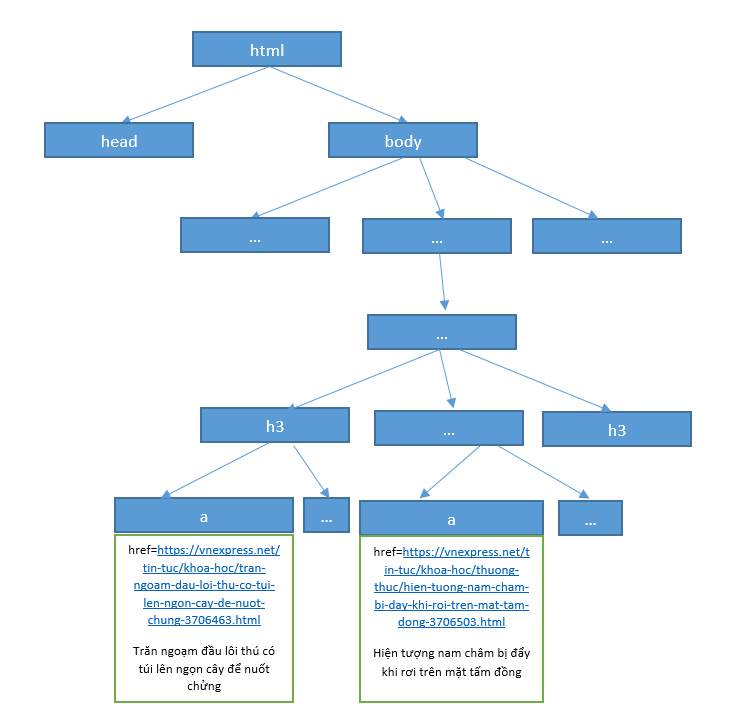 html
head
body
...
...
...
...
h3
...
h3
a
...
a
...
href=https://vnexpress.net/
tin-tuc/khoa-hoc/tran-
ngoam-dau-loi-thu-co-tui-
len-ngon-cay-de-nuot-
chung-3706463.html
Trăn ngoạm đầu lôi thú có
túi lên ngọn cây để nuốt
chửng
href=https://vnexpress.net/t
in-tuc/khoa-hoc/thuong-
thuc/hien-tuong-nam-cham-
bi-day-khi-roi-tren-mat-tam-
dong-3706503.html
Hiện tượng nam châm bị đẩy
khi rơi trên mặt tấm đồng